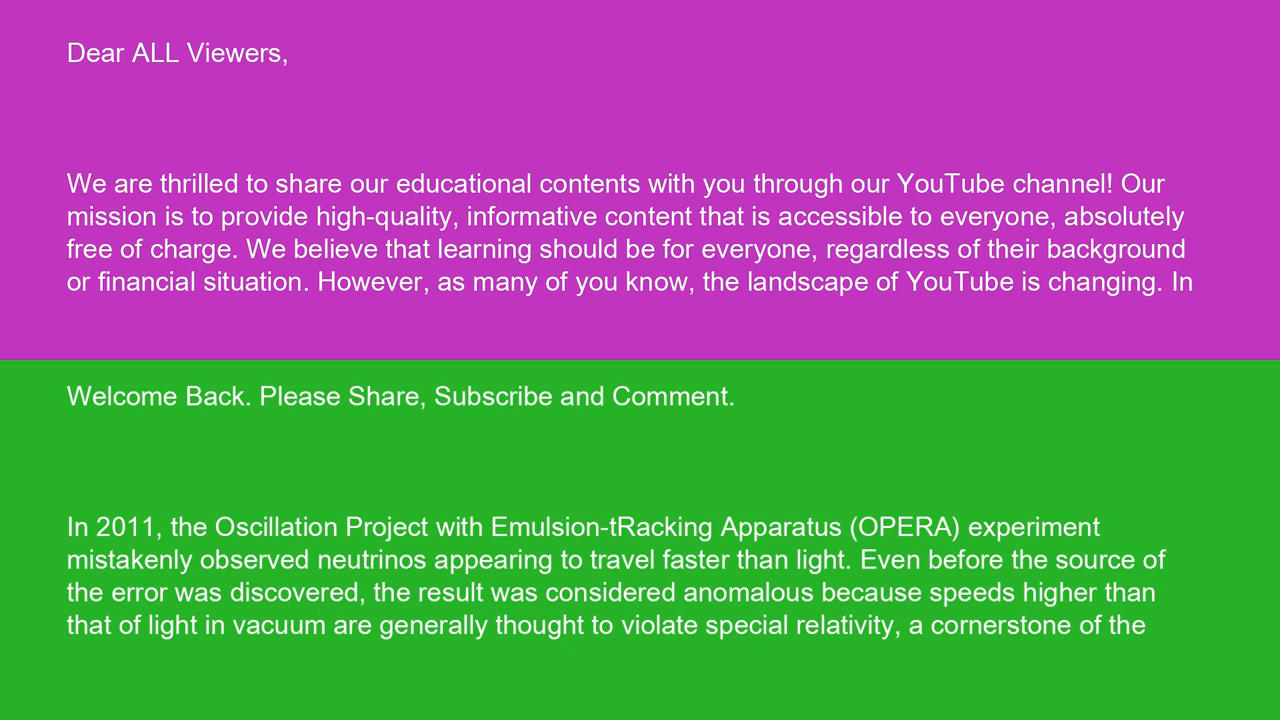 Dear ALL Viewers,
We are thrilled to share our educational contents with you through our YouTube channel! Our
mission is to provide high-quality, informative content that is accessible to everyone, absolutely
free of charge. We believe that learning should be for everyone, regardless of their background
or financial situation. However, as many of you know, the landscape of YouTube is changing. In
Welcome Back. Please Share, Subscribe and Comment.
In 2011, the Oscillation Project with Emulsion-tRacking Apparatus (OPERA) experiment
mistakenly observed neutrinos appearing to travel faster than light. Even before the source of
the error was discovered, the result was considered anomalous because speeds higher than
that of light in vacuum are generally thought to violate special relativity, a cornerstone of the